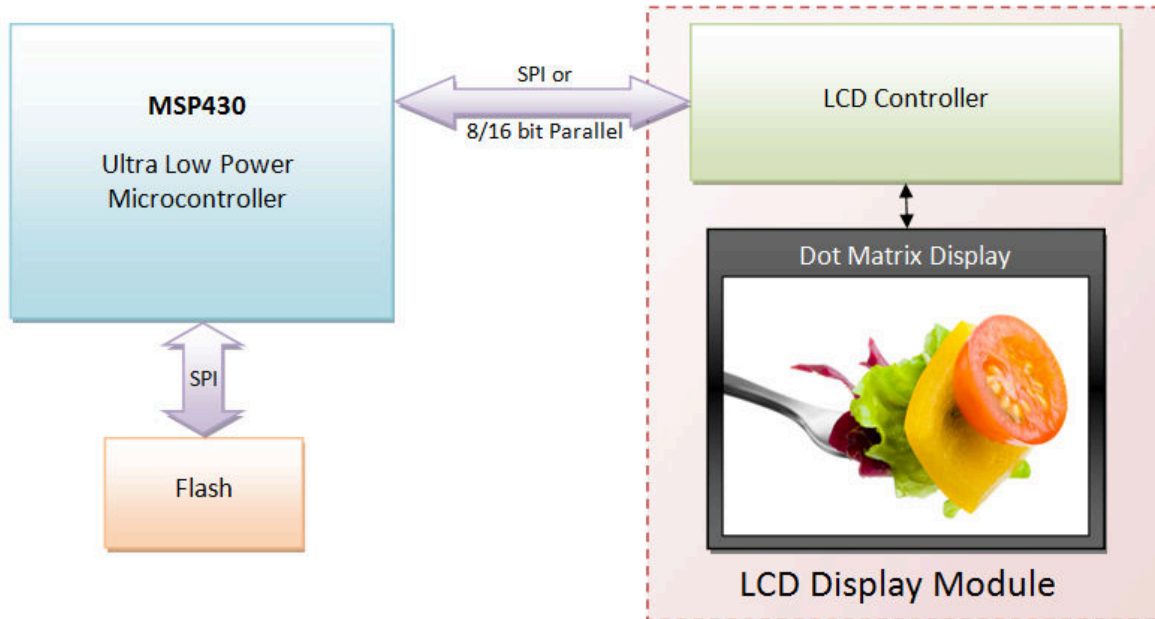 MSP430
Ultra Low Power
Microcontroller
SPI
Flash
SPI or
8/16 bit Parallel
LCD Controller
Dot Matrix Display
LCD Display Module